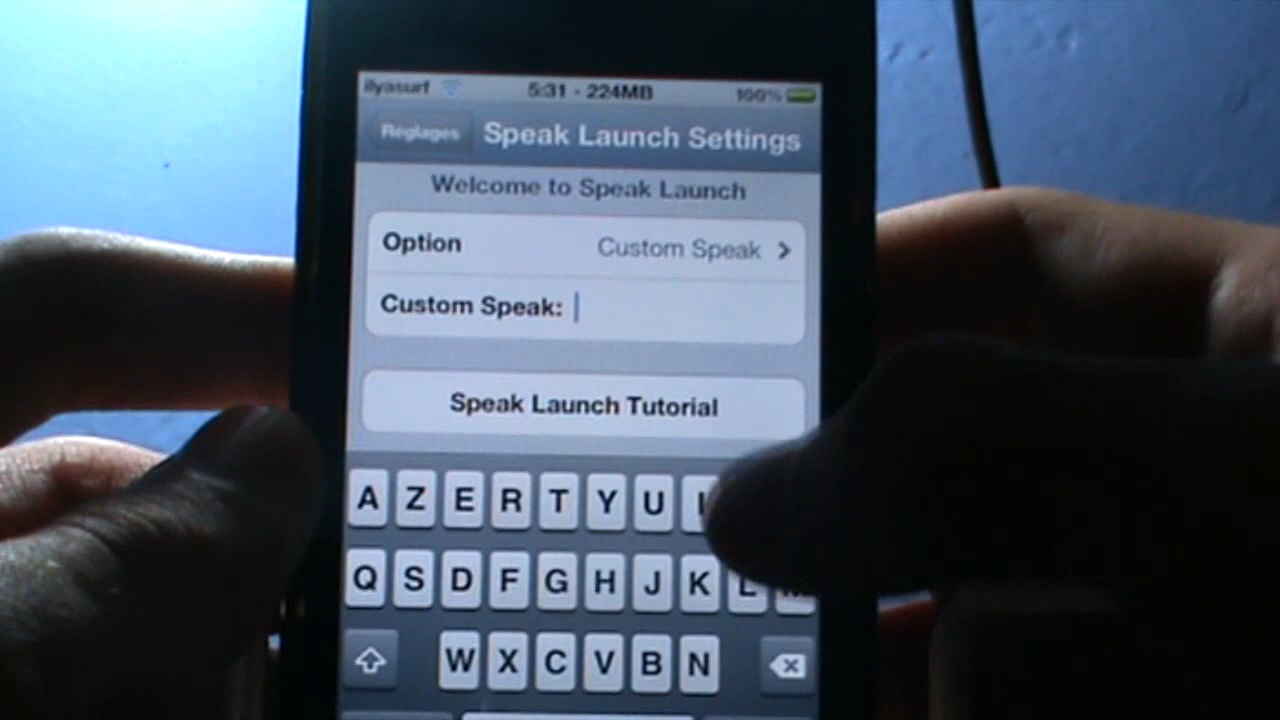 ilyasurf 5:31 - 224MB 100%
Réglages Speak Launch Settings
Welcome to Speak Launch
Option Custom Speak
Custom Speak:
Speak Launch Tutorial
A Z E R T Y U I
Q S D F G H J K L M
W X C V B N